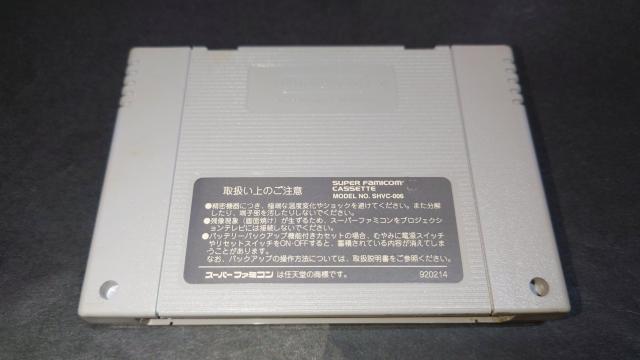 取扱い上のご注意
SUPER FAMICOM
CASSETTE
MODEL NO. SHVC-006
●精密機器につき、極端な温度変化やショックを避けてください。また分解
したり、端子部を汚したりしないでください。
●残像現象(画面焼け)が生ずるため、スーパーファミコンをプロジェクシ
ョンテレビには接続しないでください。
●バッテリーバックアップ機能付きカセットの場合、むやみに電源スイッチ
やリセットスイッチをON・OFFすると、蓄積されている内容が消えてしま
うことがあります。
なお、バックアップの操作方法については、取扱説明書をご参照ください。
スーパーファミコン は任天堂の商標です。
920214